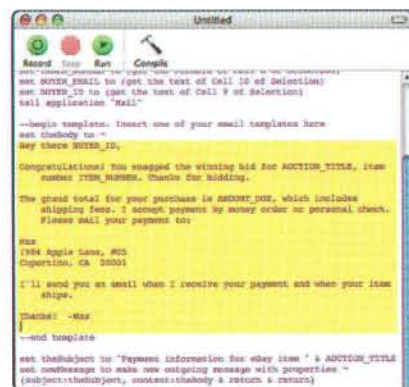 Untitled
Record Stop Run Compile
set BUYER_EMAIL to (get the text of Cell 10 of Selection)
set BUYER_ID to (get the text of Cell 9 of Selection)
tell application "Mail"
--begin template. Insert one of your email templates here
set theBody to ¬
Hey there BUYER_ID,
Congratulations! You snagged the winning bid for AUCTION_TITLE, item
number ITEM_NUMBER. Thanks for bidding.
The grand total for your purchase is AMOUNT_DUE, which includes
shipping fees. I accept payment by money order or personal check.
Please mail your payment to:
Max
1984 Apple Lane, #05
Cupertino, CA 00001
I'll send you an email when I receive your payment and when your item
ships.
Thanks! -Max
--end template
set theSubject to "Payment information for eBay item " & AUCTION_TITLE
set newMessage to make new outgoing message with properties ¬
{subject:theSubject, content:theBody & return & return}